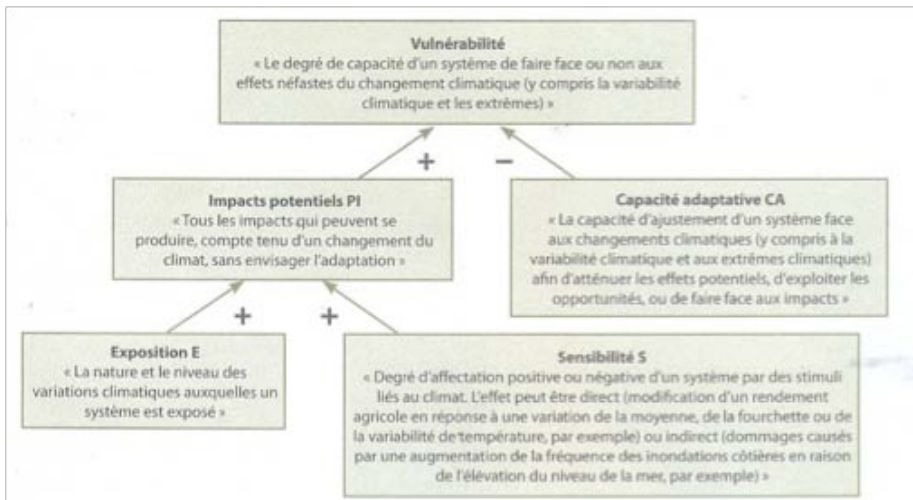 Vulnérabilité
« Le degré de capacité d'un système de faire face ou non aux
effets néfastes du changement climatique (y compris la variabilité
climatique et les extrêmes) »
+
−
Impacts potentiels PI
« Tous les impacts qui peuvent se
produire, compte tenu d'un changement du
climat, sans envisager l'adaptation »
Capacité adaptative CA
« La capacité d'ajustement d'un système face
aux changements climatiques (y compris à la
variabilité climatique et aux extrêmes climatiques)
afin d'atténuer les effets potentiels, d'exploiter les
opportunités, ou de faire face aux impacts »
+
+
Exposition E
« La nature et le niveau des
variations climatiques auxquelles un
système est exposé »
Sensibilité S
« Degré d'affectation positive ou négative d'un système par des stimuli
liés au climat. L'effet peut être direct (modification d'un rendement
agricole en réponse à une variation de la moyenne, de la fourchette ou de
la variabilité de température, par exemple) ou indirect (dommages causés
par une augmentation de la fréquence des inondations côtières en raison
de l'élévation du niveau de la mer, par exemple) »